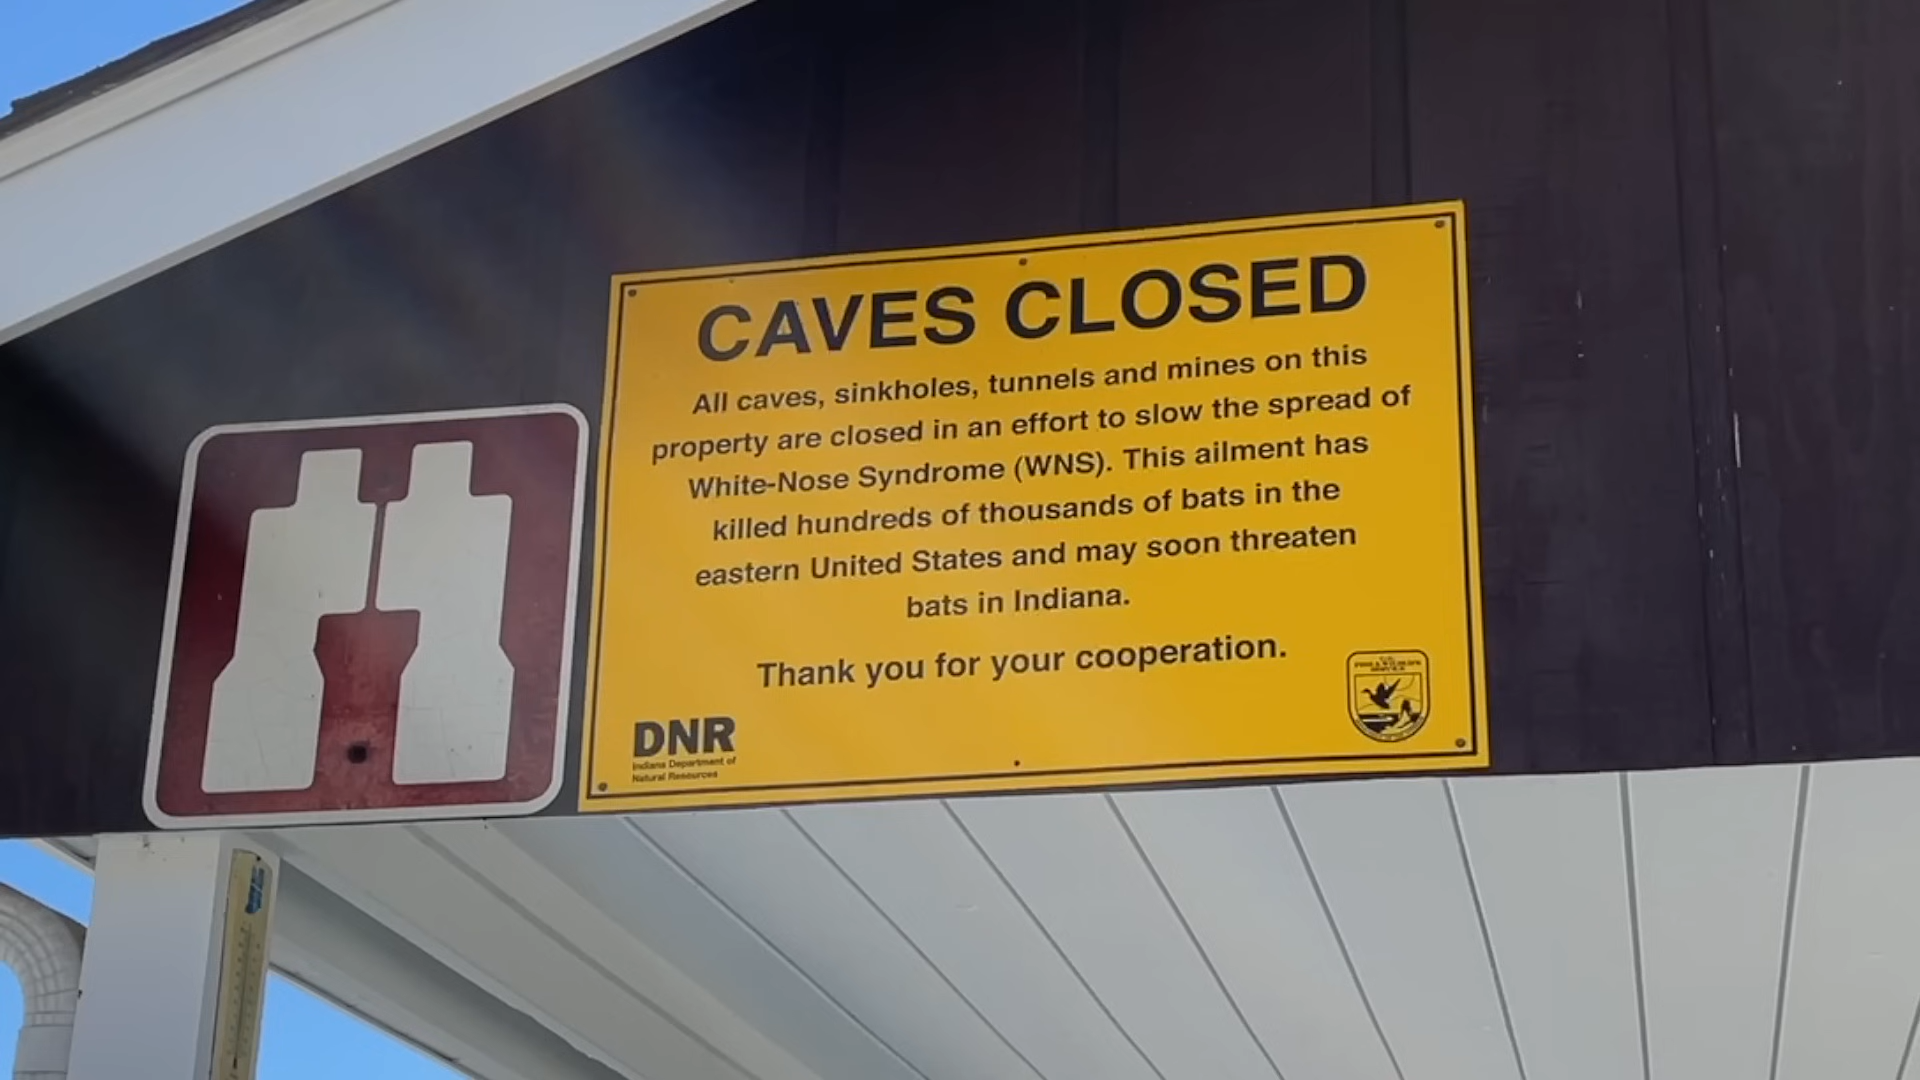 CAVES CLOSED
All caves, sinkholes, tunnels and mines on this
property are closed in an effort to slow the spread of
White-Nose Syndrome (WNS). This ailment has
killed hundreds of thousands of bats in the
eastern United States and may soon threaten
bats in Indiana.
Thank you for your cooperation.
DNR
Indiana Department of
Natural Resources
U.S.
FISH & WILDLIFE
SERVICE